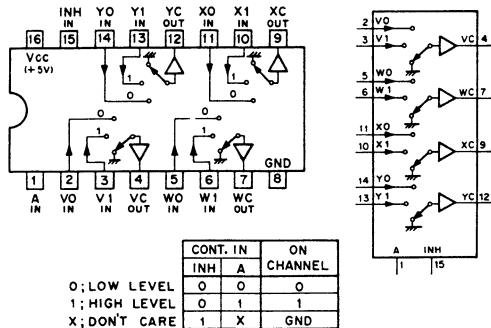 INH Y0 Y1 YC X0 X1 XC
IN IN IN OUT IN IN OUT
16 15 14 13 12 11 10 9
VCC
(+5V)
1 1
0 0
0 0
1 1
GND
1 2 3 4 5 6 7 8
A V0 V1 VC W0 W1 WC
IN IN IN OUT IN IN OUT
2 V0
3 V1 VC 4
5 W0
6 W1 WC 7
11 X0
10 X1 XC 9
14 Y0
13 Y1 YC 12
A INH
1 15
CONT. IN ON CHANNEL
INH A
0; LOW LEVEL 0 0 0
1; HIGH LEVEL 0 1 1
X; DON'T CARE 1 X GND